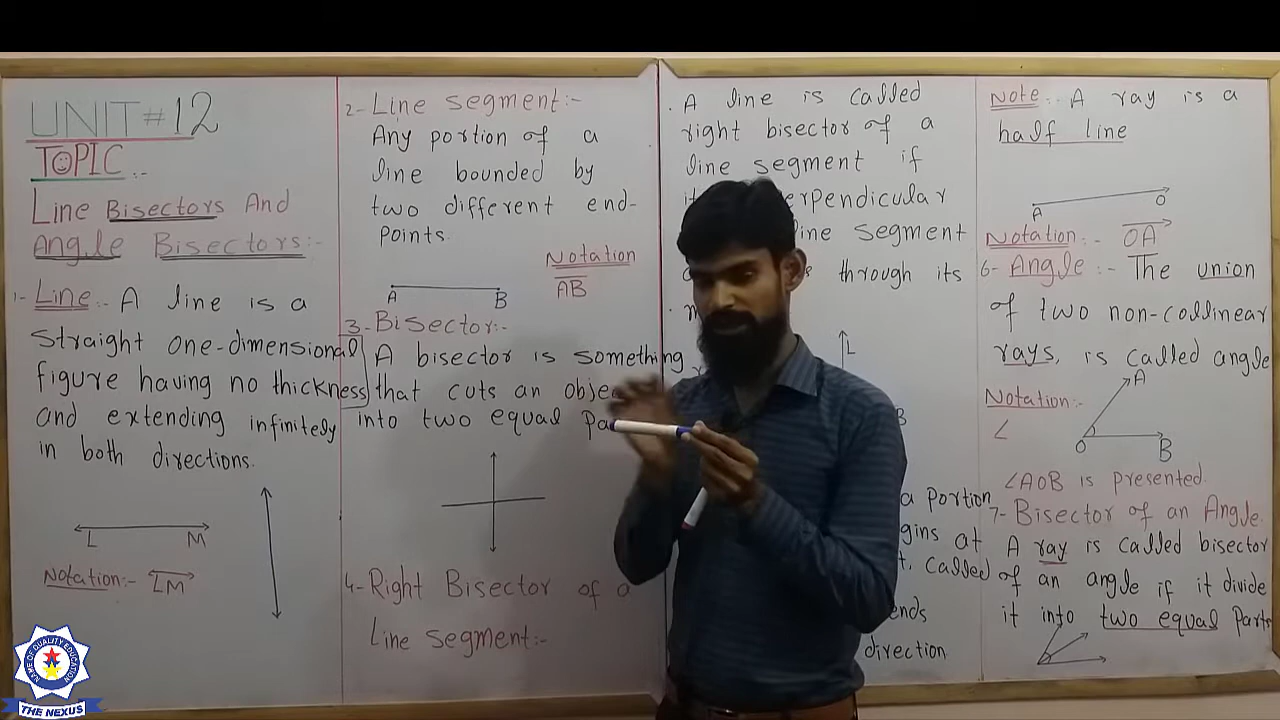 UNIT#12
TOPIC :-
Line Bisectors And
Angle Bisectors:-
1- Line:- A line is a
straight one-dimensional
figure having no thickness
and extending infinitely
in both directions.
L M
Notation:- LM
2- Line segment:-
Any portion of a
line bounded by
two different end-
points.
Notation
AB
A B
3- Bisector:-
A bisector is something
that cuts an
into two equal
4- Right Bisector of a
Line segment:-
. A line is called
right bisector of a
line segment if
line segment
through its
L
B
a portion
at
called
direction
Note:- A ray is a
half line
A O
Notation:- OA
6- Angle:- The union
of two non-collinear
rays, is called angle
Notation:-
∠
A
O B
∠AOB is presented.
7- Bisector of an Angle.
A ray is called bisector
of an angle if it divide
it into two equal Parts
NAME OF QUALITY EDUCATION
THE NEXUS